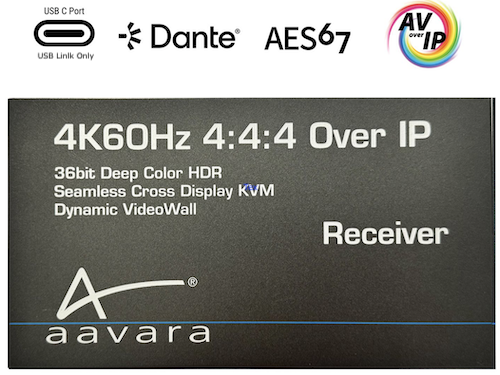 USB C Port
USB Link Only
Dante®
AES67
AV
over
IP
4K60Hz 4:4:4 Over IP
36bit Deep Color HDR
Seamless Cross Display KVM
Dynamic VideoWall
Receiver
®
aavara